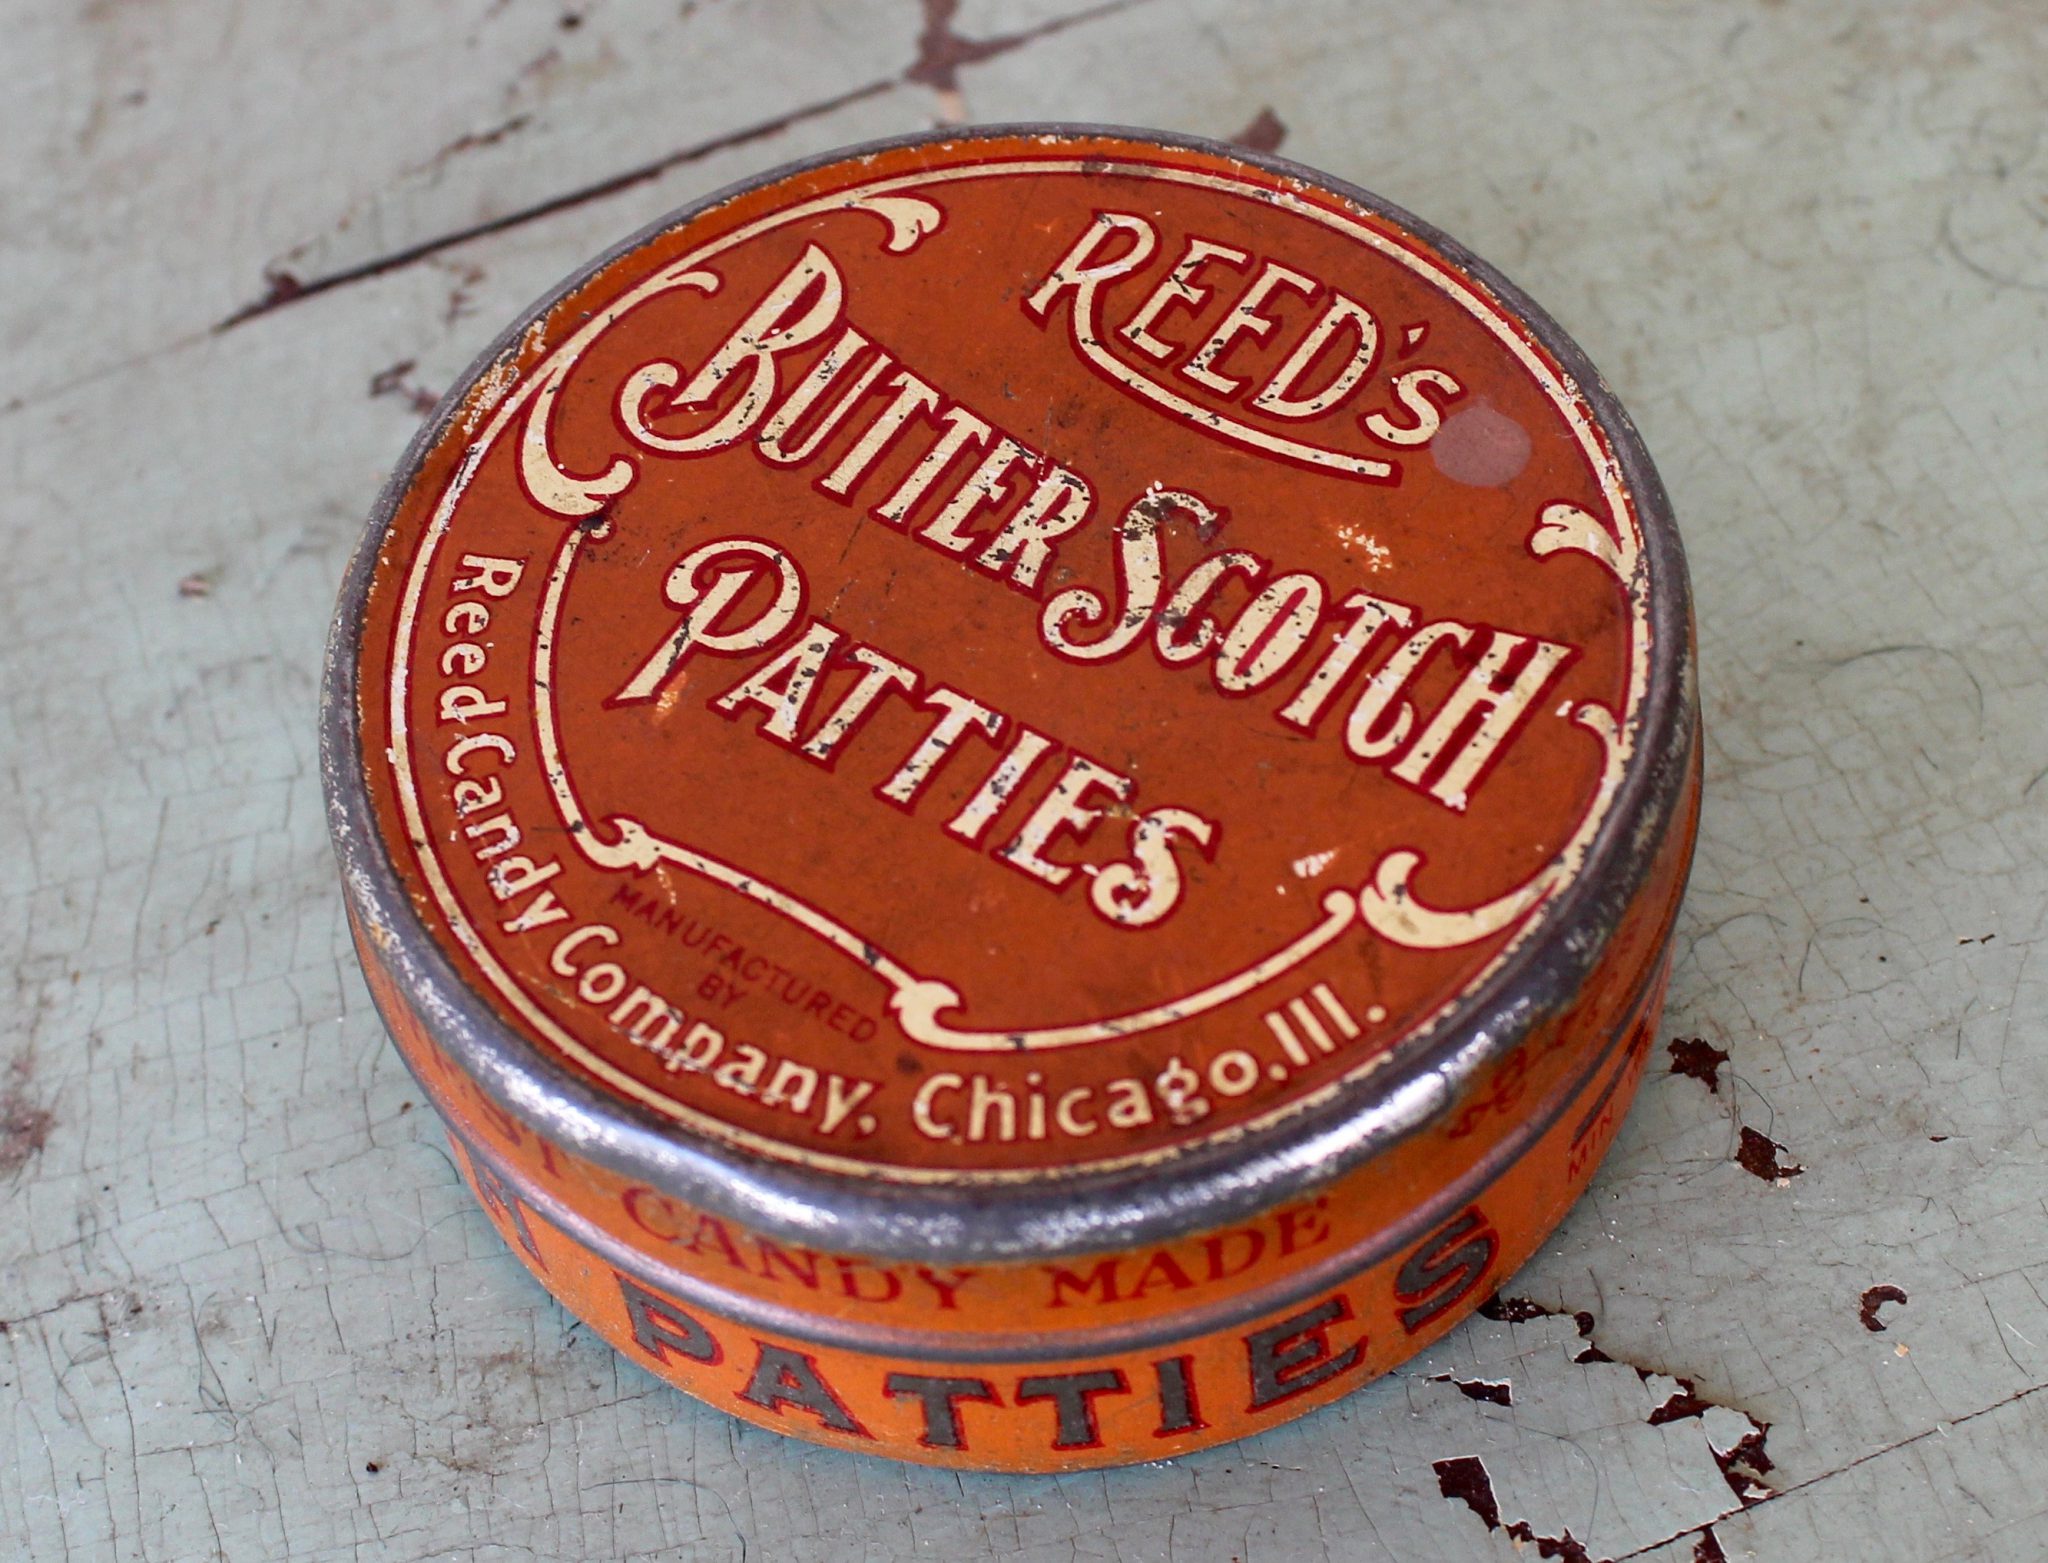 REED's
BUTTER SCOTCH
PATTIES
MANUFACTURED
BY
Reed Candy Company. Chicago. Ill.
CANDY MADE
PATTIES